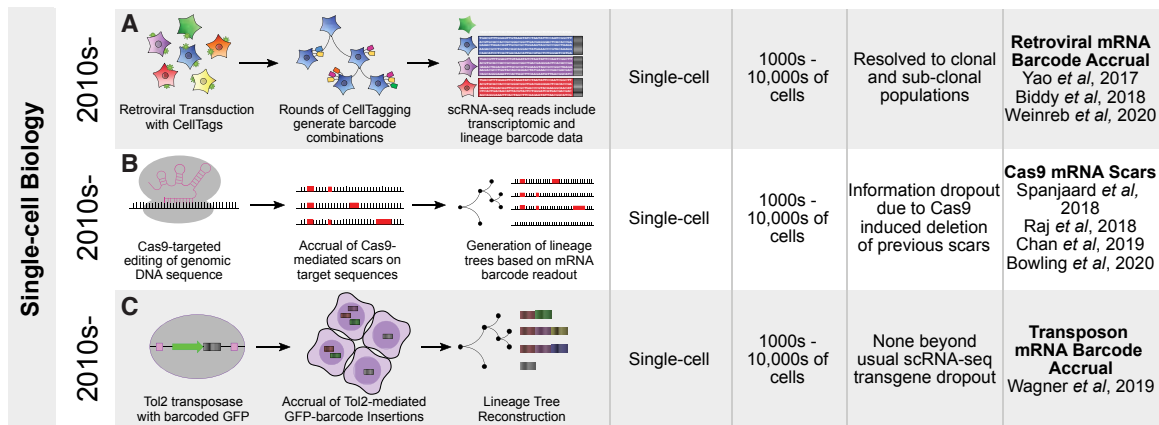 Single-cell Biology
A
20110s-
Retroviral Transduction
with CellTags
Rounds of CellTagging
generate barcode
combinations
scRNA-seq reads include
transcriptomic and
lineage barcode data
Single-cell
1000s -
10,000s of
cells
Resolved to clonal
and sub-clonal
populations
Retroviral mRNA
Barcode Accrual
Yao et al, 2017
Biddy et al, 2018
Weinreb et al, 2020
B
20110s-
Cas9-targeted
editing of genomic
DNA sequence
Accrual of Cas9-
mediated scars on
target sequences
Generation of lineage
trees based on mRNA
barcode readout
Single-cell
1000s -
10,000s of
cells
Information dropout
due to Cas9
induced deletion
of previous scars
Cas9 mRNA Scars
Spanjaard et al,
2018
Raj et al, 2018
Chan et al, 2019
Bowling et al, 2020
C
20110s-
Tol2 transposase
with barcoded GFP
Accrual of Tol2-mediated
GFP-barcode Insertions
Lineage Tree
Reconstruction
Single-cell
1000s -
10,000s of
cells
None beyond
usual scRNA-seq
transgene dropout
Transposon
mRNA Barcode
Accrual
Wagner et al, 2019